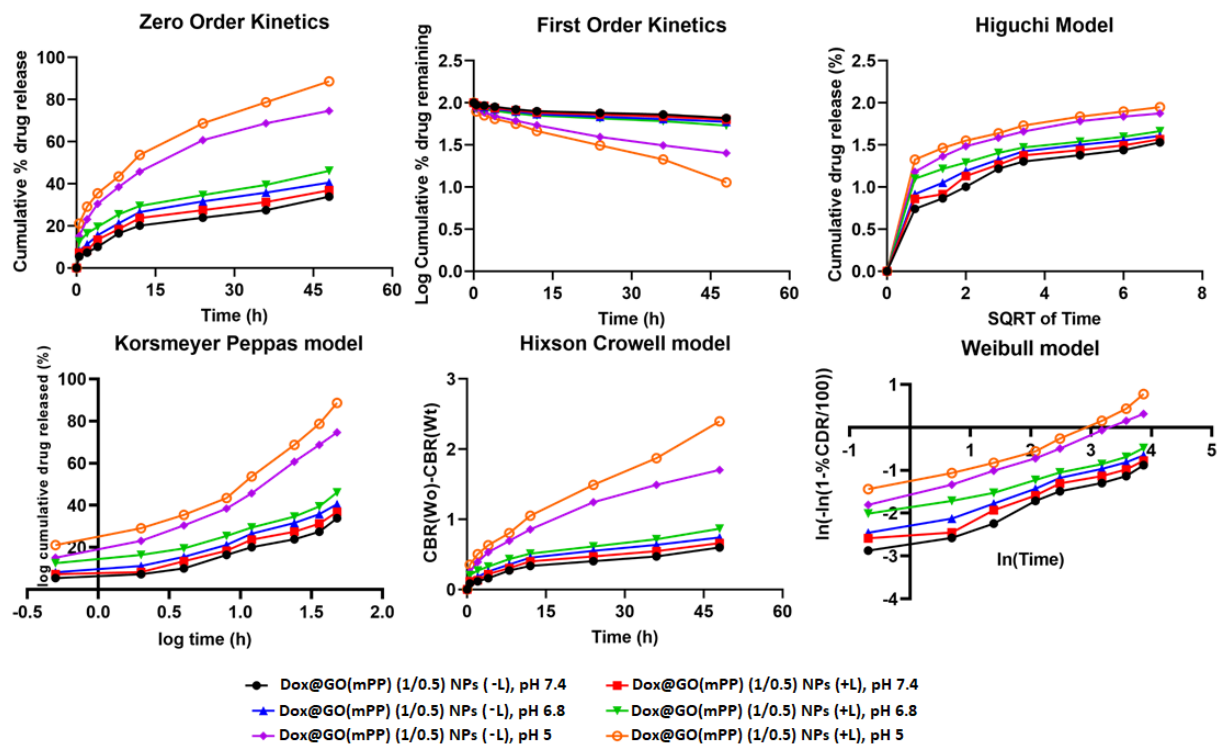 Zero Order Kinetics
Cumulative % drug release
100
80
60
40
20
0
0 15 30 45 60
Time (h)
First Order Kinetics
Log Cumulative % drug remaining
2.5
2.0
1.5
1.0
0.5
0.0
0 15 30 45 60
Time (h)
Higuchi Model
Cumulative drug release (%)
2.5
2.0
1.5
1.0
0.5
0.0
0 2 4 6 8
SQRT of Time
Korsmeyer Peppas model
log cumulative drug released (%)
100
80
60
40
20
-0.5 0.0 0.5 1.0 1.5 2.0
log time (h)
Hixson Crowell model
CBR(Wo)-CBR(Wt)
3
2
1
0
0 15 30 45 60
Time (h)
Weibull model
ln(-ln(1-%CDR/100))
1
-1 1 2 3 4 5
-1
-2
-3
-4
ln(Time)
Dox@GO(mPP) (1/0.5) NPs (-L), pH 7.4
Dox@GO(mPP) (1/0.5) NPs (+L), pH 7.4
Dox@GO(mPP) (1/0.5) NPs (-L), pH 6.8
Dox@GO(mPP) (1/0.5) NPs (+L), pH 6.8
Dox@GO(mPP) (1/0.5) NPs (-L), pH 5
Dox@GO(mPP) (1/0.5) NPs (+L), pH 5